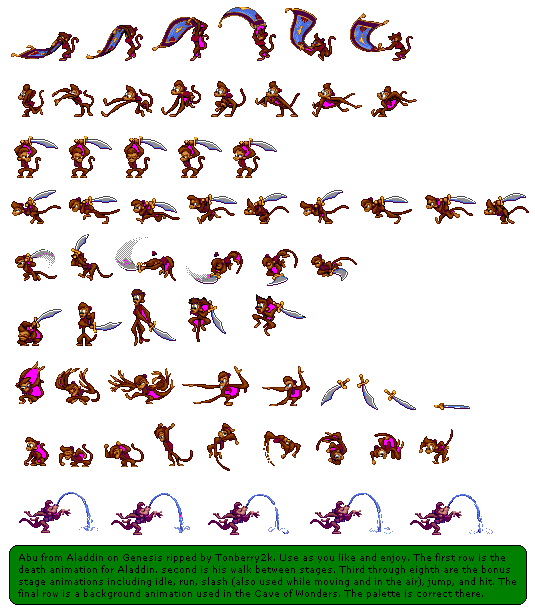 Abu from Aladdin on Genesis ripped by Tonberry2k. Use as you like and enjoy. The first row is the
death animation for Aladdin. second is his walk between stages. Third through eighth are the bonus
stage animations including idle, run, slash (also used while moving and in the air), jump, and hit. The
final row is a background animation used in the Cave of Wonders. The palette is correct there.